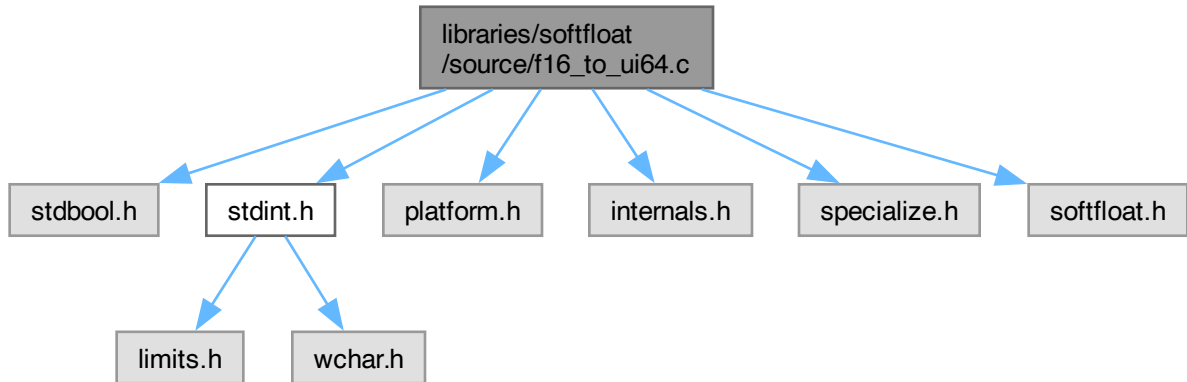 libraries/softfloat
/source/f16_to_ui64.c
stdbool.h
stdint.h
platform.h
internals.h
specialize.h
softfloat.h
limits.h
wchar.h